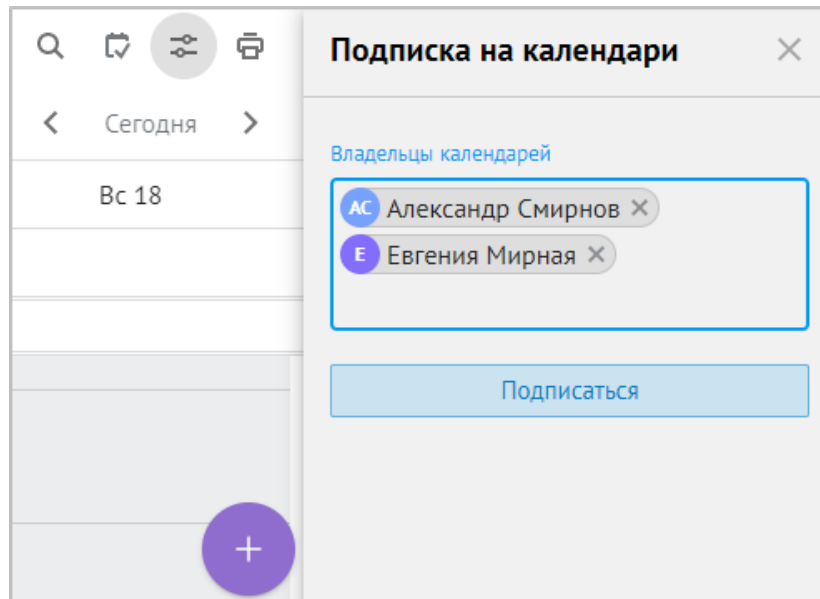 Подписка на календари
Сегодня
Вс 18
Владельцы календарей
АС Александр Смирнов
Е Евгения Мирная
Подписаться